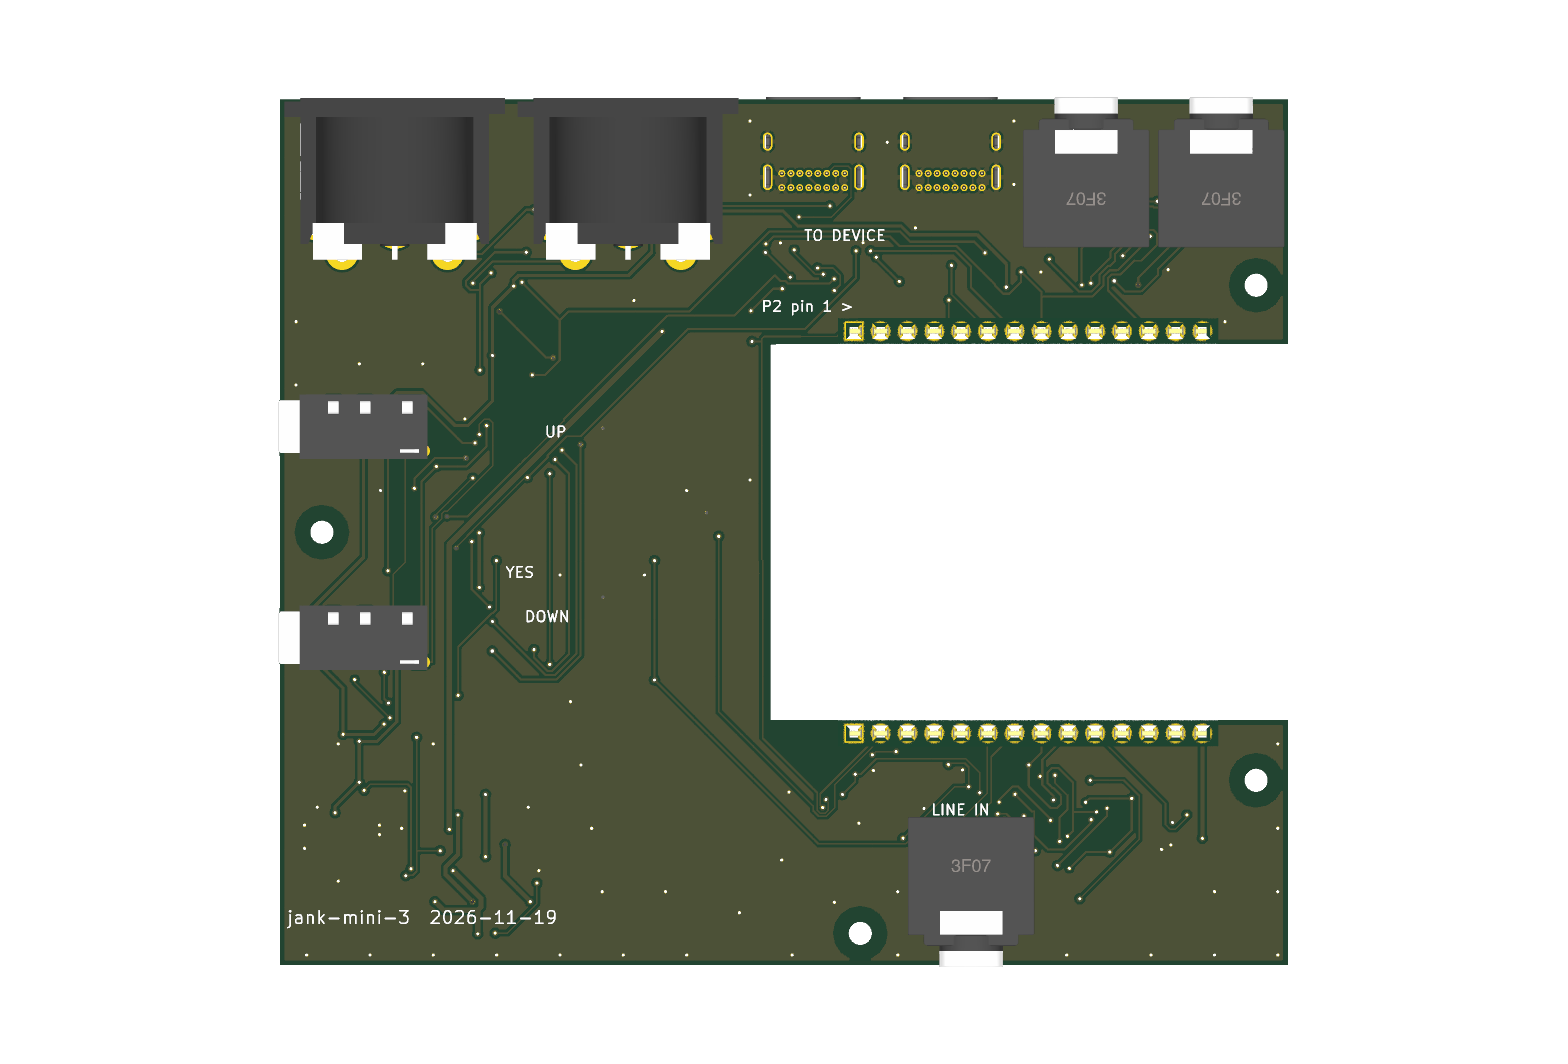 3F07
3F07
TO DEVICE
P2 pin 1 >
UP
YES
DOWN
LINE IN
3F07
jank-mini-3 2026-11-19